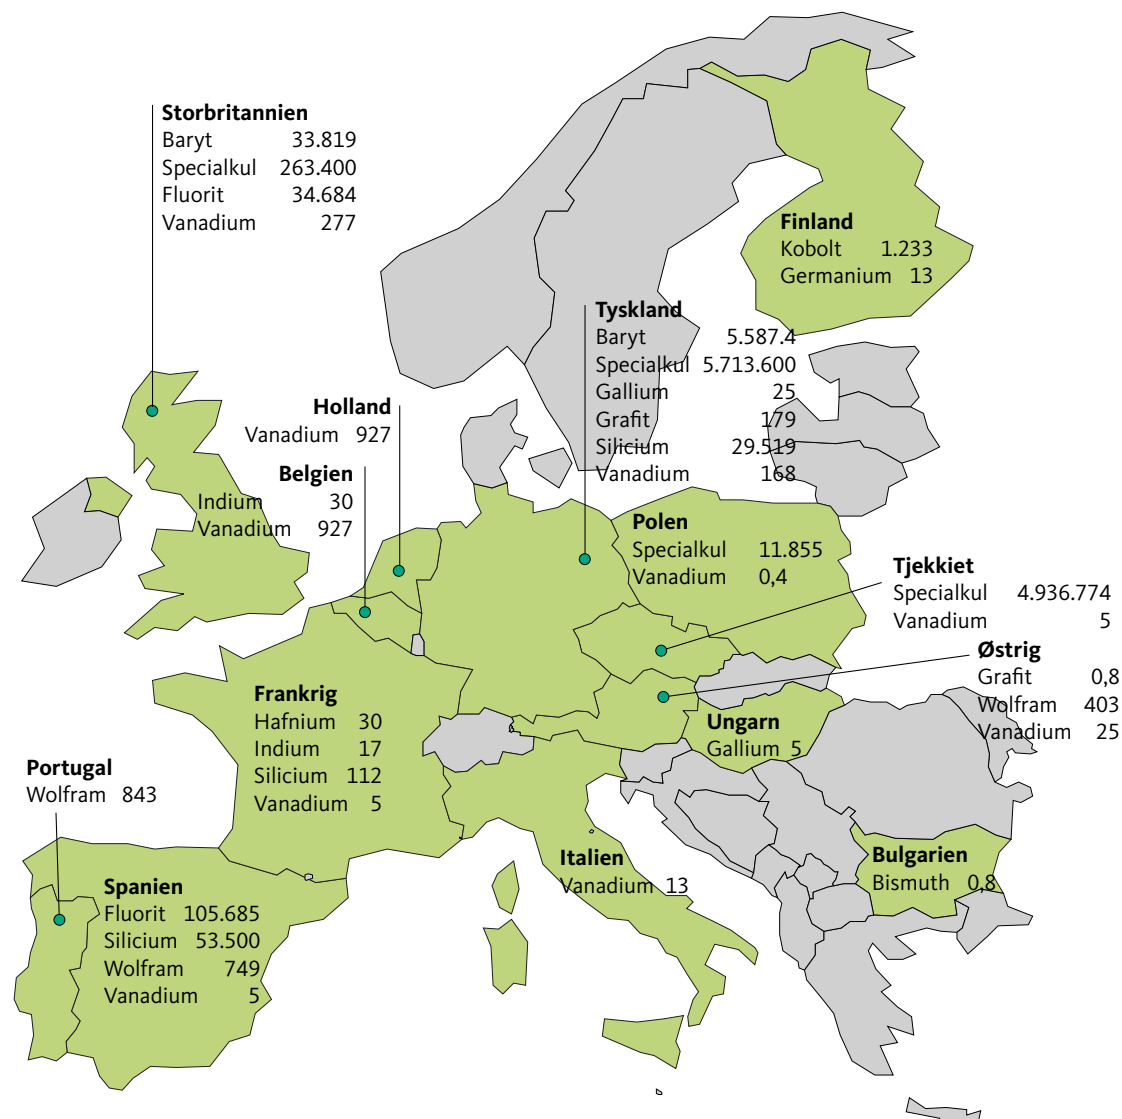 Storbritannien
Baryt 33.819
Specialkul 263.400
Fluorit 34.684
Vanadium 277
Finland
Kobolt 1.233
Germanium 13
Tyskland
Baryt 5.587.4
Specialkul 5.713.600
Gallium 25
Grafit 179
Silicium 29.519
Vanadium 168
Holland
Vanadium 927
Belgien
Indium 30
Vanadium 927
Polen
Specialkul 11.855
Vanadium 0,4
Tjekkiet
Specialkul 4.936.774
Vanadium 5
Østrig
Grafit 0,8
Wolfram 403
Vanadium 25
Frankrig
Hafnium 30
Indium 17
Silicium 112
Vanadium 5
Ungarn
Gallium 5
Portugal
Wolfram 843
Italien
Vanadium 13
Bulgarien
Bismuth 0,8
Spanien
Fluorit 105.685
Silicium 53.500
Wolfram 749
Vanadium 5